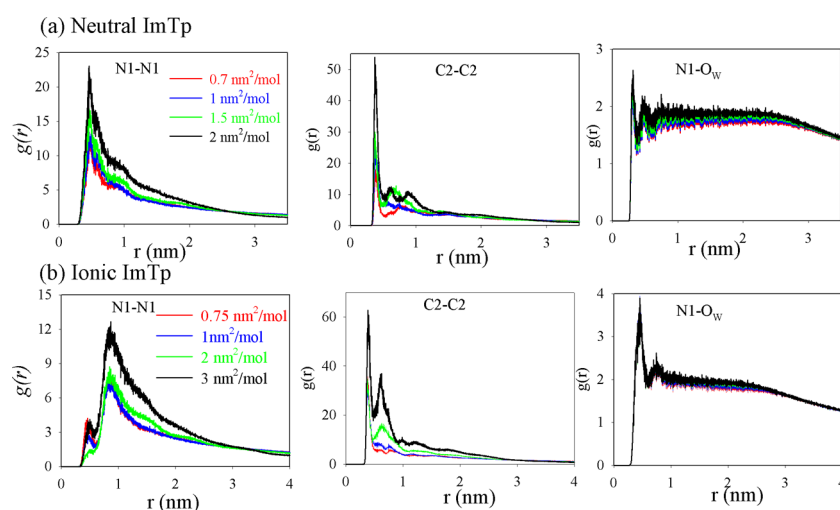 (a) Neutral ImTp
N1-N1
0.7 nm²/mol
1 nm²/mol
1.5 nm²/mol
2 nm²/mol
g(r)
25
20
15
10
5
0
0
1
2
3
r (nm)
C2-C2
g(r)
50
40
30
20
10
0
0
1
2
3
r (nm)
N1-O_W
g(r)
3
2
1
0
0
1
2
3
r (nm)
(b) Ionic ImTp
N1-N1
0.75 nm²/mol
1nm²/mol
2 nm²/mol
3 nm²/mol
g(r)
15
12
9
6
3
0
0
1
2
3
4
r (nm)
C2-C2
g(r)
60
40
20
0
0
1
2
3
4
r (nm)
N1-O_W
g(r)
4
3
2
1
0
0
1
2
3
4
r (nm)